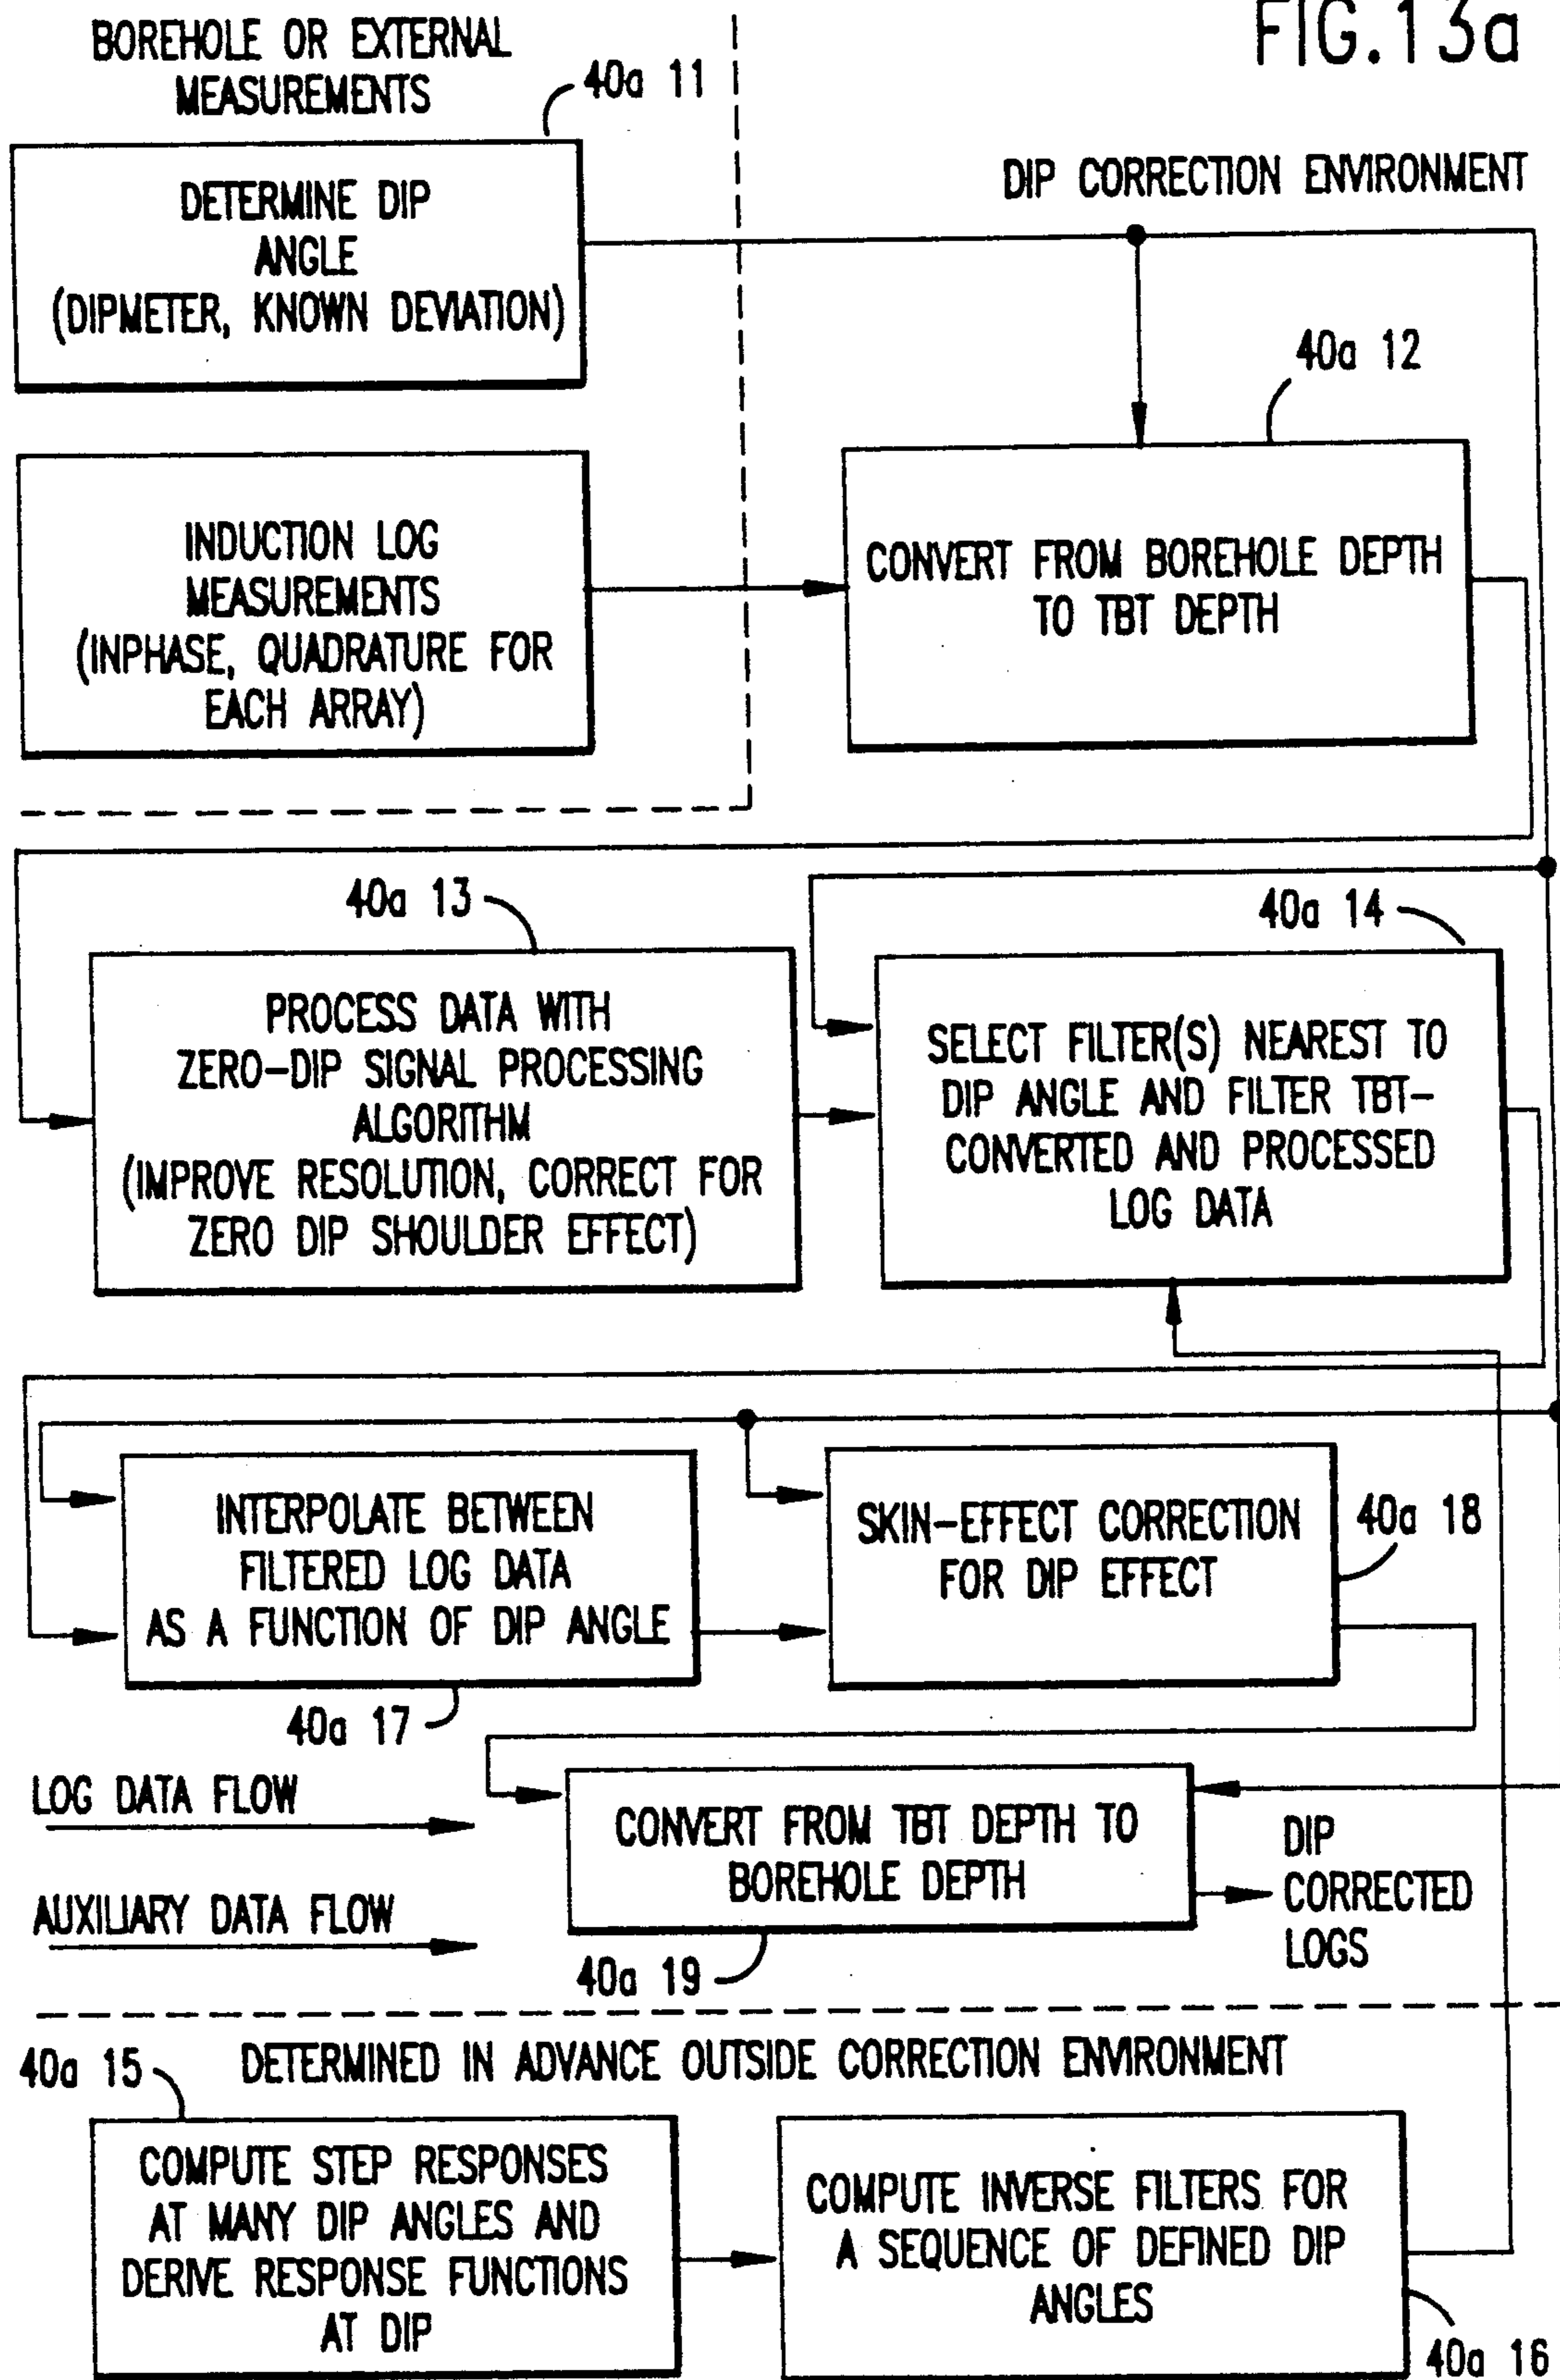 FIG.13a
BOREHOLE OR EXTERNAL
MEASUREMENTS
40a 11
DETERMINE DIP
ANGLE
(DIPMETER, KNOWN DEVIATION)
DIP CORRECTION ENVIRONMENT
40a 12
INDUCTION LOG
MEASUREMENTS
(INPHASE, QUADRATURE FOR
EACH ARRAY)
CONVERT FROM BOREHOLE DEPTH
TO TBT DEPTH
40a 13
PROCESS DATA WITH
ZERO-DIP SIGNAL PROCESSING
ALGORITHM
(IMPROVE RESOLUTION, CORRECT FOR
ZERO DIP SHOULDER EFFECT)
40a 14
SELECT FILTER(S) NEAREST TO
DIP ANGLE AND FILTER TBT-
CONVERTED AND PROCESSED
LOG DATA
INTERPOLATE BETWEEN
FILTERED LOG DATA
AS A FUNCTION OF DIP ANGLE
40a 17
SKIN-EFFECT CORRECTION
FOR DIP EFFECT
40a 18
LOG DATA FLOW
AUXILIARY DATA FLOW
CONVERT FROM TBT DEPTH TO
BOREHOLE DEPTH
40a 19
DIP
CORRECTED
LOGS
DETERMINED IN ADVANCE OUTSIDE CORRECTION ENVIRONMENT
40a 15
COMPUTE STEP RESPONSES
AT MANY DIP ANGLES AND
DERIVE RESPONSE FUNCTIONS
AT DIP
COMPUTE INVERSE FILTERS FOR
A SEQUENCE OF DEFINED DIP
ANGLES
40a 16